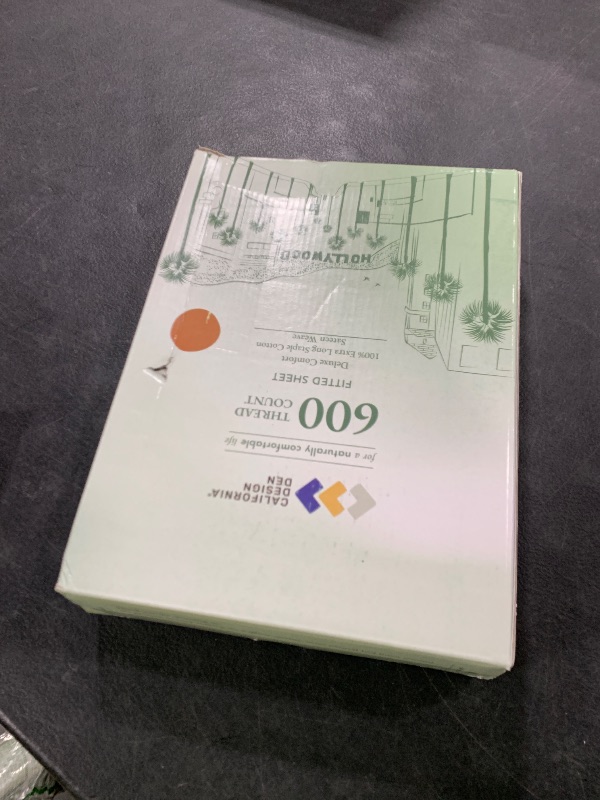 CALIFORNIA®
DESIGN
DEN
for a naturally comfortable life
600 THREAD
COUNT
FITTED SHEET
Deluxe Comfort
100% Extra Long Staple Cotton
Sateen Weave
HOLLYWOOD